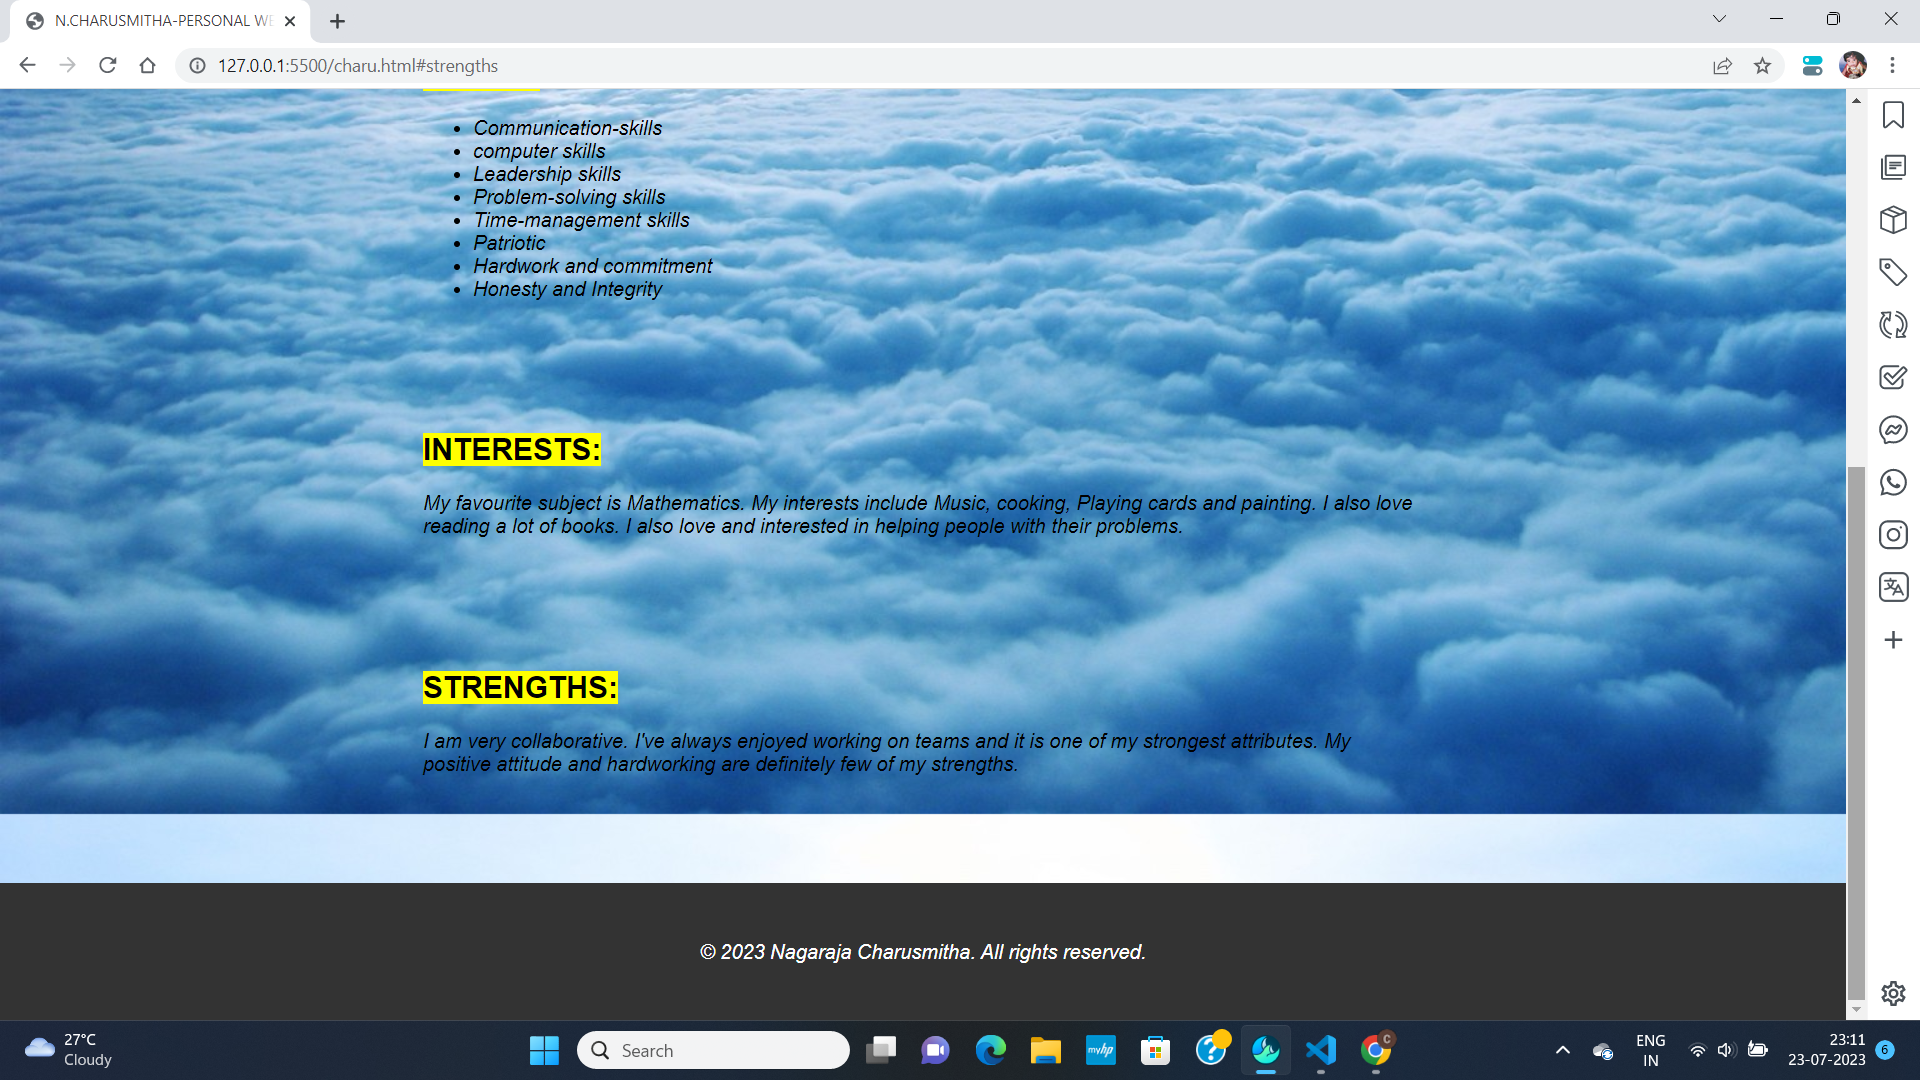 N.CHARUSMITHA-PERSONAL WE
127.0.0.1:5500/charu.html#strengths
Communication-skills
computer skills
Leadership skills
Problem-solving skills
Time-management skills
Patriotic
Hardwork and commitment
Honesty and Integrity
INTERESTS:
My favourite subject is Mathematics. My interests include Music, cooking, Playing cards and painting. I also love
reading a lot of books. I also love and interested in helping people with their problems.
STRENGTHS:
I am very collaborative. I've always enjoyed working on teams and it is one of my strongest attributes. My
positive attitude and hardworking are definitely few of my strengths.
© 2023 Nagaraja Charusmitha. All rights reserved.
27°C
Cloudy
Search
myhp
C
ENG
IN
23:11
23-07-2023
6